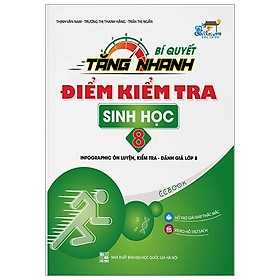 THỊNH VĂN NAM - TRƯƠNG THỊ THANH HẰNG - TRẦN THỊ NGÂN
BÍ QUYẾT
TĂNG NHANH
ĐIỂM KIỂM TRA
SINH HỌC
8
INFOGRAPHIC ÔN LUYỆN, KIỂM TRA - ĐÁNH GIÁ LỚP 8
CCBOOK
HỖ TRỢ GIẢI ĐÁP THẮC MẮC
VIDEO HỖ TRỢ SÁCH
NHÀ XUẤT BẢN ĐẠI HỌC QUỐC GIA HÀ NỘI